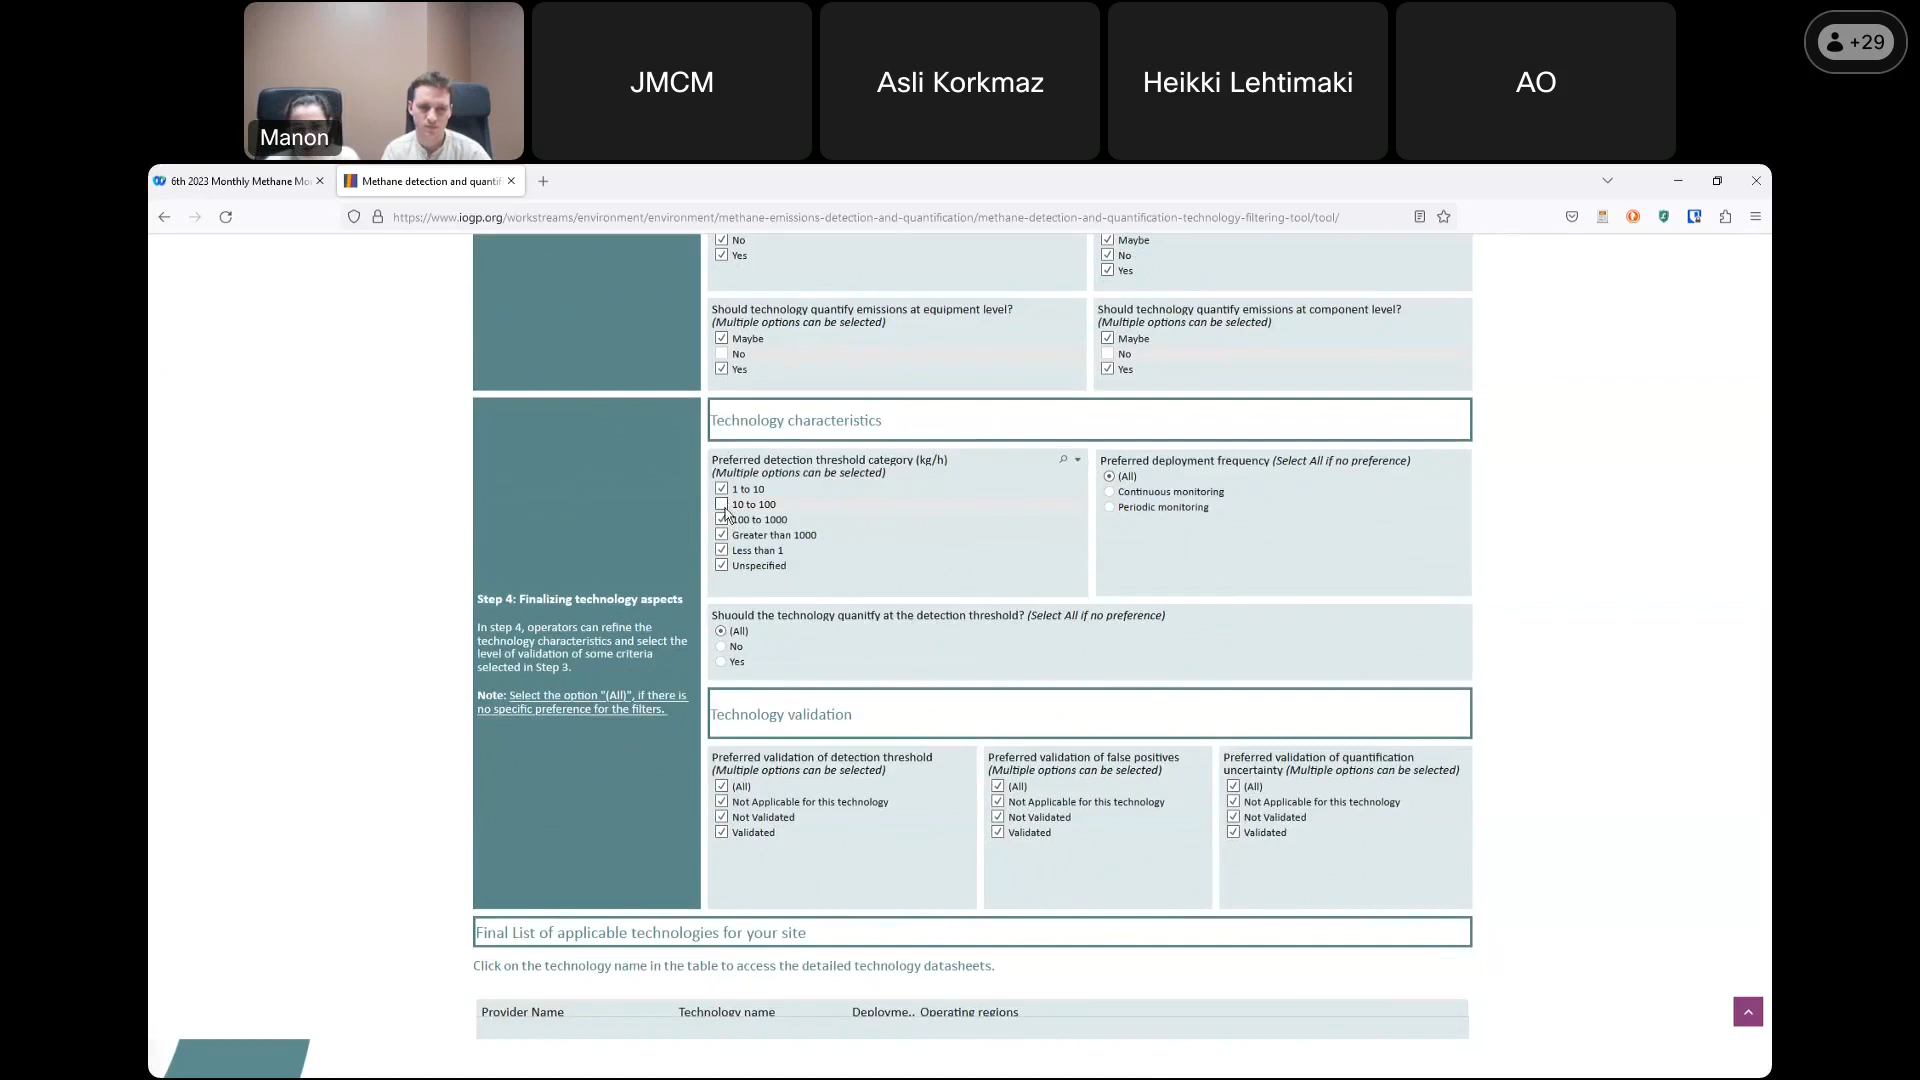 Manon
JMCM
Asli Korkmaz
Heikki Lehtimaki
AO
+29
6th 2023 Monthly Methane Mo
Methane detection and quantif
https://www.iogp.org/workstreams/environment/environment/methane-emissions-detection-and-quantification/methane-detection-and-quantification-technology-filtering-tool/tool/
No
Yes
Maybe
No
Yes
Should technology quantify emissions at equipment level?
(Multiple options can be selected)
Maybe
No
Yes
Should technology quantify emissions at component level?
(Multiple options can be selected)
Maybe
No
Yes
Step 4: Finalizing technology aspects
In step 4, operators can refine the
technology characteristics and select the
level of validation of some criteria
selected in Step 3.
Note: Select the option "(All)", if there is
no specific preference for the filters.
Technology characteristics
Preferred detection threshold category (kg/h)
(Multiple options can be selected)
1 to 10
10 to 100
100 to 1000
Greater than 1000
Less than 1
Unspecified
Preferred deployment frequency (Select All if no preference)
(All)
Continuous monitoring
Periodic monitoring
Shuould the technology quanify at the detection threshold? (Select All if no preference)
(All)
No
Yes
Technology validation
Preferred validation of detection threshold
(Multiple options can be selected)
(All)
Not Applicable for this technology
Not Validated
Validated
Preferred validation of false positives
(Multiple options can be selected)
(All)
Not Applicable for this technology
Not Validated
Validated
Preferred validation of quantification
uncertainty (Multiple options can be selected)
(All)
Not Applicable for this technology
Not Validated
Validated
Final List of applicable technologies for your site
Click on the technology name in the table to access the detailed technology datasheets.
Provider Name
Technology name
Deployme..
Operating regions